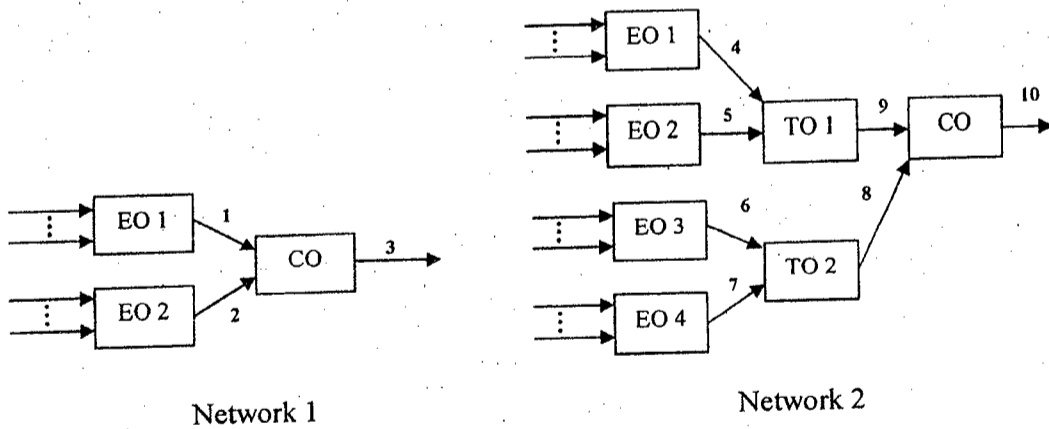 EO 1
1
EO 2
2
CO
3
Network 1
EO 1
4
EO 2
5
TO 1
9
CO
10
EO 3
6
EO 4
7
TO 2
8
Network 2